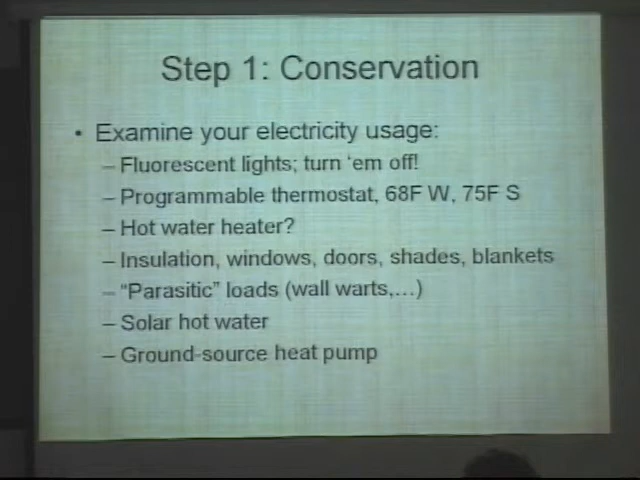 Step 1: Conservation
• Examine your electricity usage:
– Fluorescent lights; turn 'em off!
– Programmable thermostat, 68F W, 75F S
– Hot water heater?
– Insulation, windows, doors, shades, blankets
– "Parasitic" loads (wall warts,...)
– Solar hot water
– Ground-source heat pump